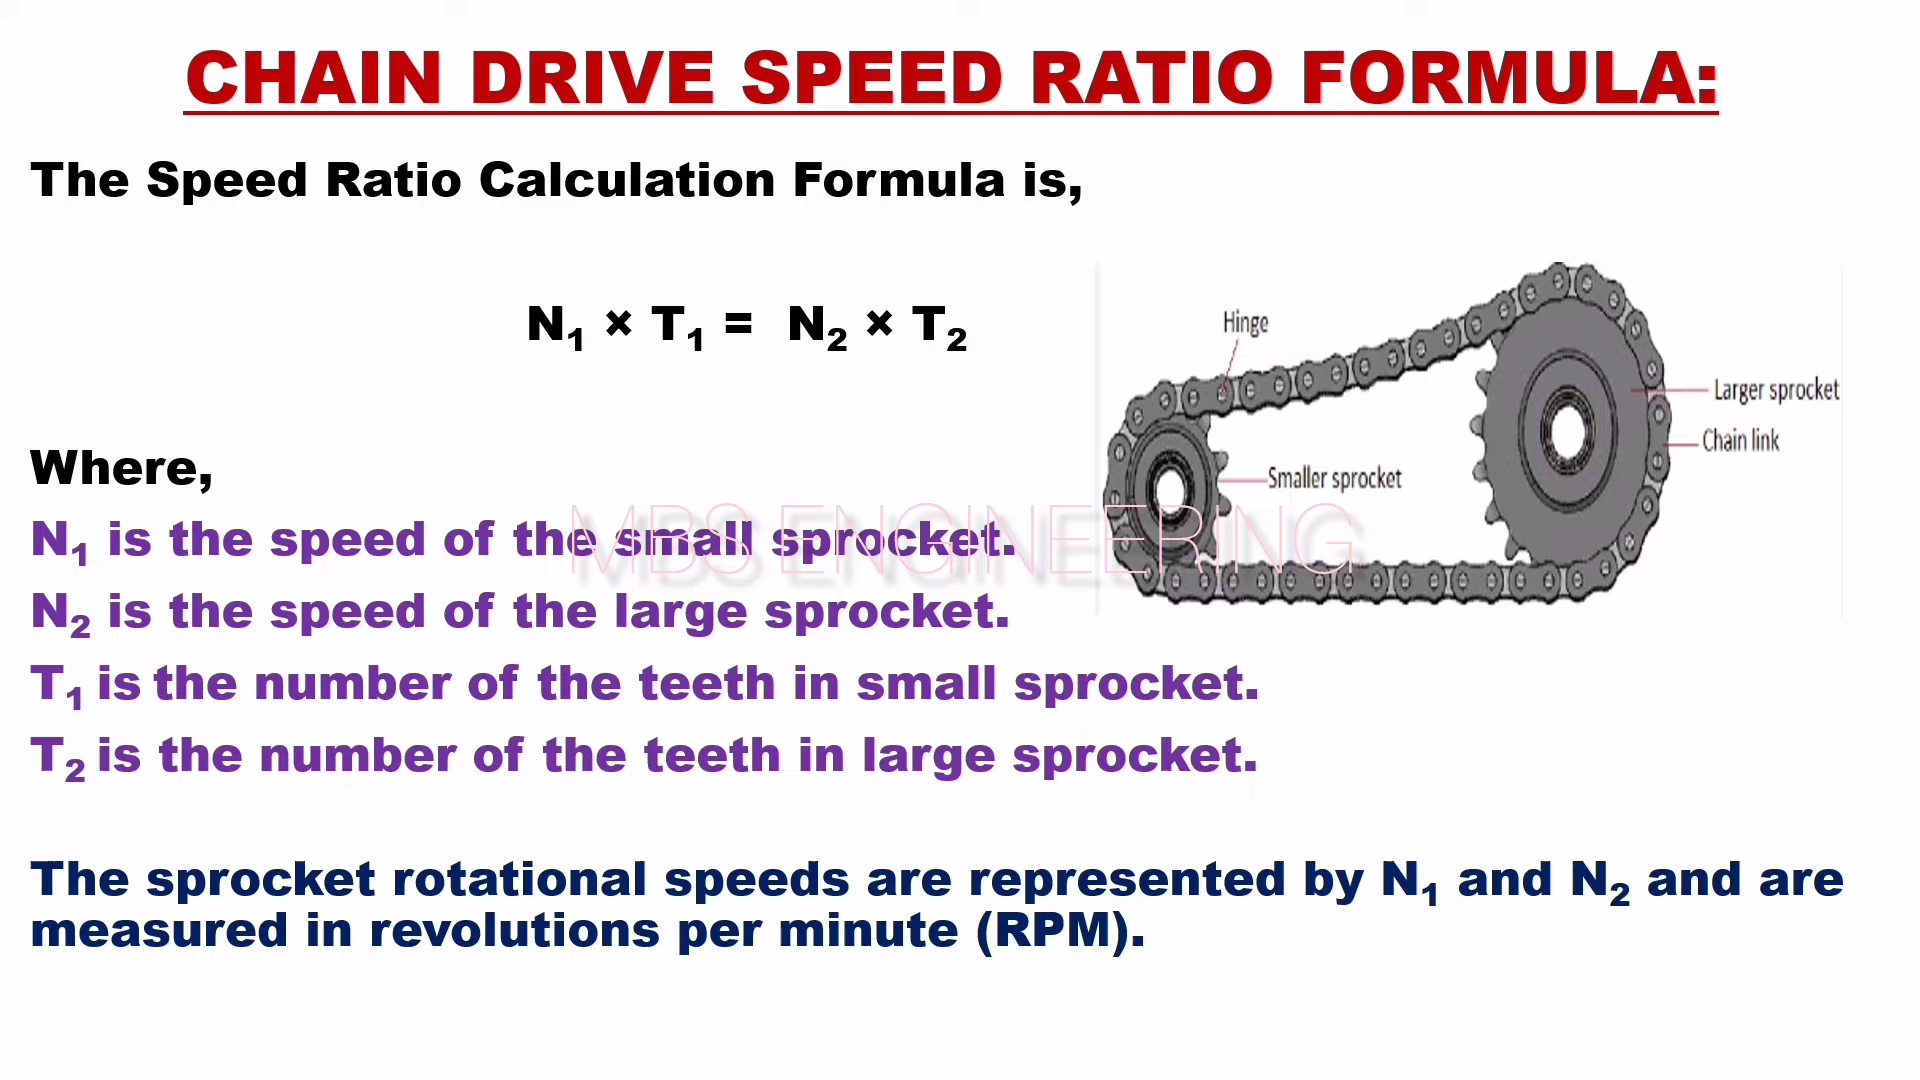 CHAIN DRIVE SPEED RATIO FORMULA:
The Speed Ratio Calculation Formula is,
N₁ × T₁ = N₂ × T₂
Hinge
Larger sprocket
Chain link
Smaller sprocket
Where,
MBS ENGINEERING
N₁ is the speed of the small sprocket.
N₂ is the speed of the large sprocket.
T₁ is the number of the teeth in small sprocket.
T₂ is the number of the teeth in large sprocket.
The sprocket rotational speeds are represented by N₁ and N₂ and are
measured in revolutions per minute (RPM).